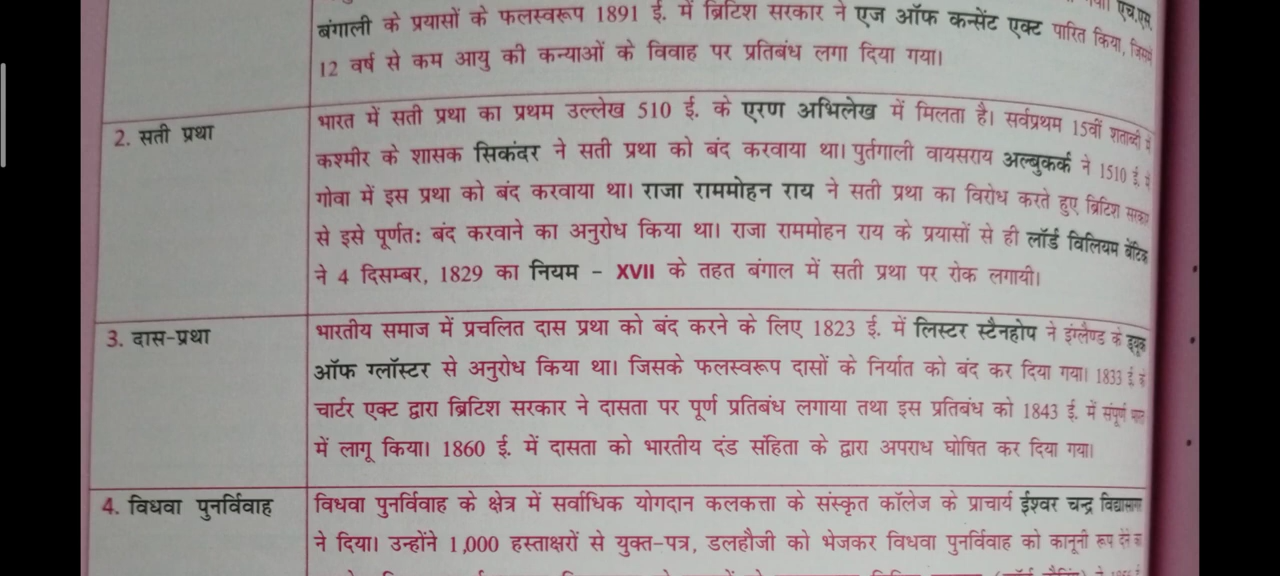 एच.एस.
बंगाली के प्रयासों के फलस्वरूप 1891 ई. में ब्रिटिश सरकार ने एज ऑफ कन्सेंट एक्ट पारित किया, जिसमें
12 वर्ष से कम आयु की कन्याओं के विवाह पर प्रतिबंध लगा दिया गया।
2. सती प्रथा
भारत में सती प्रथा का प्रथम उल्लेख 510 ई. के एरण अभिलेख में मिलता है। सर्वप्रथम 15वीं शताब्दी में
कश्मीर के शासक सिकंदर ने सती प्रथा को बंद करवाया था। पुर्तगाली वायसराय अल्बुकर्क ने 1510 ई. में
गोवा में इस प्रथा को बंद करवाया था। राजा राममोहन राय ने सती प्रथा का विरोध करते हुए ब्रिटिश सरकार
से इसे पूर्णतः बंद करवाने का अनुरोध किया था। राजा राममोहन राय के प्रयासों से ही लॉर्ड विलियम बेंटिक
ने 4 दिसम्बर, 1829 का नियम - XVII के तहत बंगाल में सती प्रथा पर रोक लगायी।
3. दास-प्रथा
भारतीय समाज में प्रचलित दास प्रथा को बंद करने के लिए 1823 ई. में लिस्टर स्टैनहोप ने इंग्लैण्ड के ड्यूक
ऑफ ग्लॉस्टर से अनुरोध किया था। जिसके फलस्वरूप दासों के निर्यात को बंद कर दिया गया। 1833 ई. के
चार्टर एक्ट द्वारा ब्रिटिश सरकार ने दासता पर पूर्ण प्रतिबंध लगाया तथा इस प्रतिबंध को 1843 ई. में संपूर्ण भारत
में लागू किया। 1860 ई. में दासता को भारतीय दंड संहिता के द्वारा अपराध घोषित कर दिया गया।
4. विधवा पुनर्विवाह
विधवा पुनर्विवाह के क्षेत्र में सर्वाधिक योगदान कलकत्ता के संस्कृत कॉलेज के प्राचार्य ईश्वर चन्द्र विद्यासागर
ने दिया। उन्होंने 1,000 हस्ताक्षरों से युक्त-पत्र, डलहौजी को भेजकर विधवा पुनर्विवाह को कानूनी रूप देने का